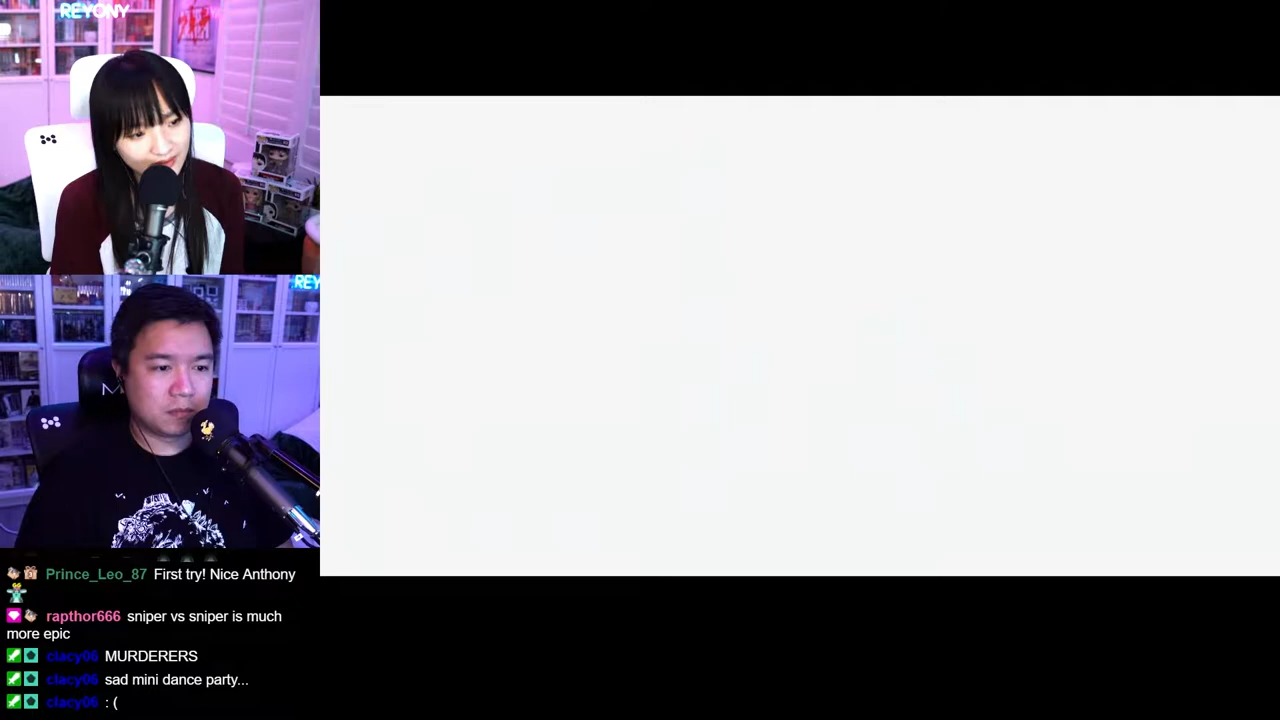 REYONY
REY
M
Prince_Leo_87 First try! Nice Anthony
rapthor666 sniper vs sniper is much
more epic
clacy06 MURDERERS
clacy06 sad mini dance party...
clacy06 : (